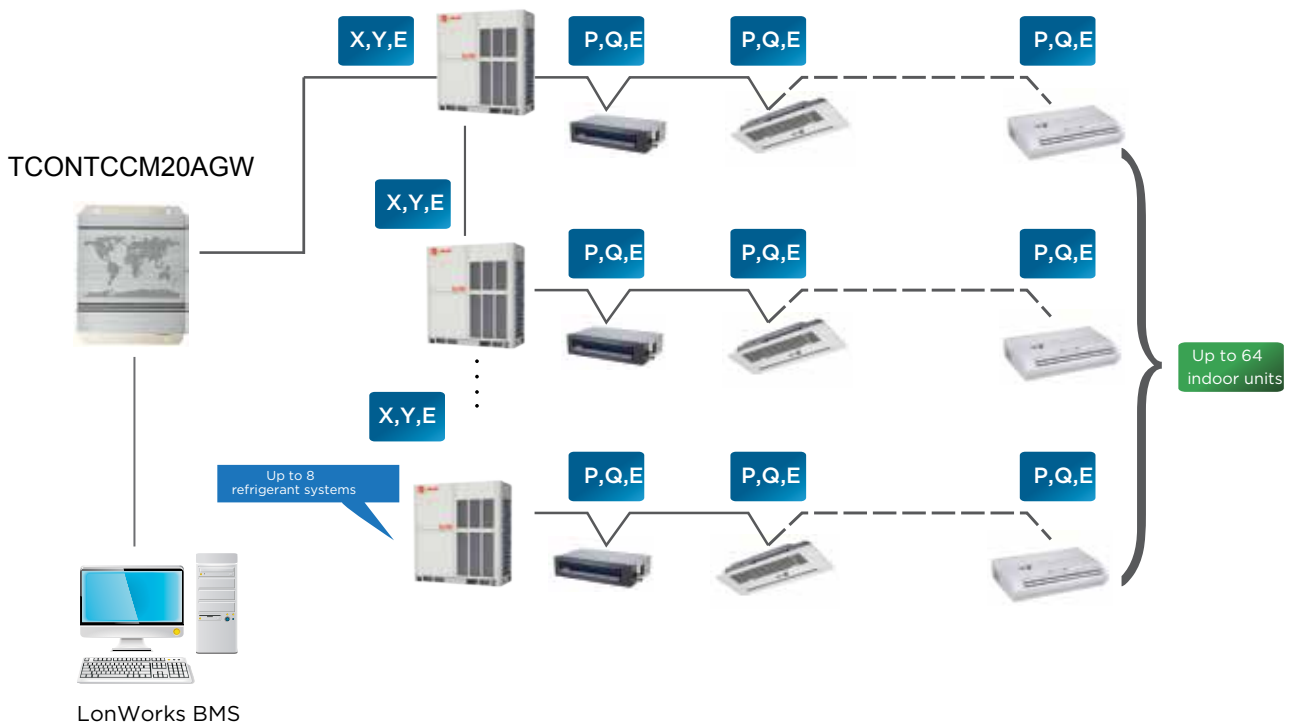 X,Y,E
P,Q,E
P,Q,E
P,Q,E
TCONTCCM20AGW
X,Y,E
P,Q,E
P,Q,E
P,Q,E
Up to 64
indoor units
X,Y,E
Up to 8
refrigerant systems
P,Q,E
P,Q,E
P,Q,E
LonWorks BMS